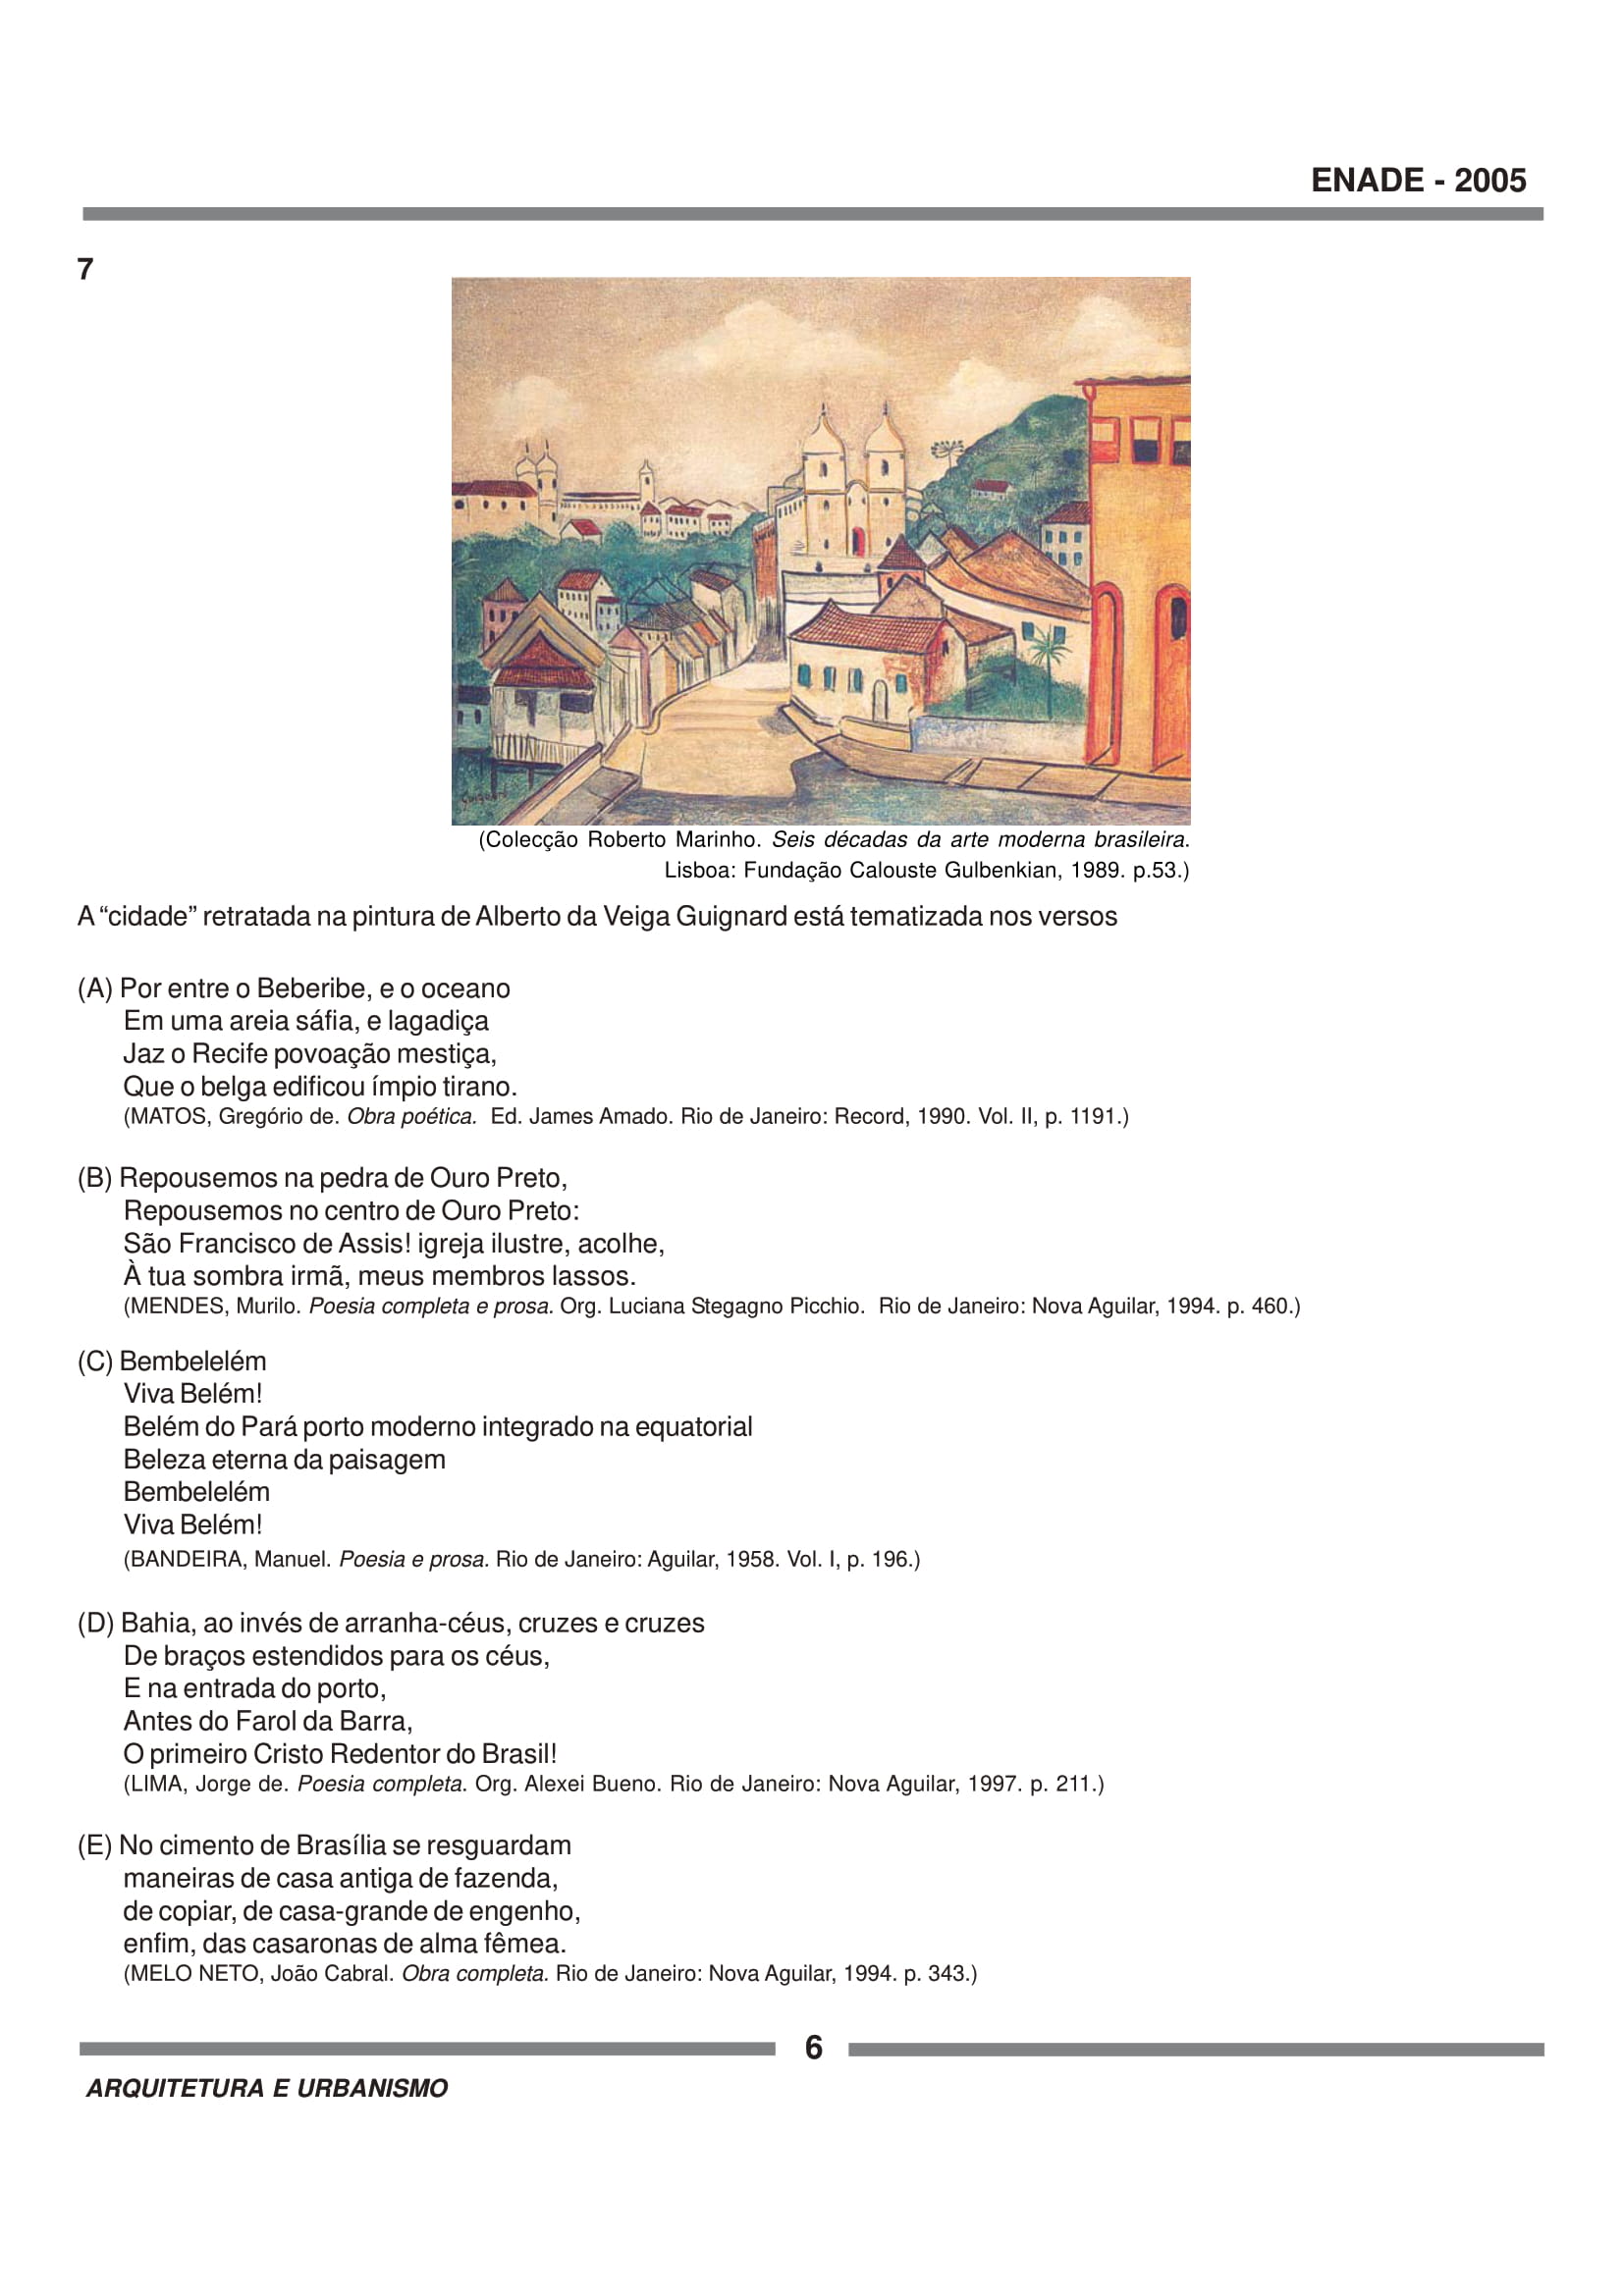 ENADE - 2005
7
Guignard
(Colecção Roberto Marinho. Seis décadas da arte moderna brasileira.
Lisboa: Fundação Calouste Gulbenkian, 1989. p.53.)
A “cidade” retratada na pintura de Alberto da Veiga Guignard está tematizada nos versos
(A) Por entre o Beberibe, e o oceano
Em uma areia sáfia, e lagadiça
Jaz o Recife povoação mestiça,
Que o belga edificou ímpio tirano.
(MATOS, Gregório de. Obra poética. Ed. James Amado. Rio de Janeiro: Record, 1990. Vol. II, p. 1191.)
(B) Repousemos na pedra de Ouro Preto,
Repousemos no centro de Ouro Preto:
São Francisco de Assis! igreja ilustre, acolhe,
À tua sombra irmã, meus membros lassos.
(MENDES, Murilo. Poesia completa e prosa. Org. Luciana Stegagno Picchio. Rio de Janeiro: Nova Aguilar, 1994. p. 460.)
(C) Bembelelém
Viva Belém!
Belém do Pará porto moderno integrado na equatorial
Beleza eterna da paisagem
Bembelelém
Viva Belém!
(BANDEIRA, Manuel. Poesia e prosa. Rio de Janeiro: Aguilar, 1958. Vol. I, p. 196.)
(D) Bahia, ao invés de arranha-céus, cruzes e cruzes
De braços estendidos para os céus,
E na entrada do porto,
Antes do Farol da Barra,
O primeiro Cristo Redentor do Brasil!
(LIMA, Jorge de. Poesia completa. Org. Alexei Bueno. Rio de Janeiro: Nova Aguilar, 1997. p. 211.)
(E) No cimento de Brasília se resguardam
maneiras de casa antiga de fazenda,
de copiar, de casa-grande de engenho,
enfim, das casaronas de alma fêmea.
(MELO NETO, João Cabral. Obra completa. Rio de Janeiro: Nova Aguilar, 1994. p. 343.)
6
ARQUITETURA E URBANISMO